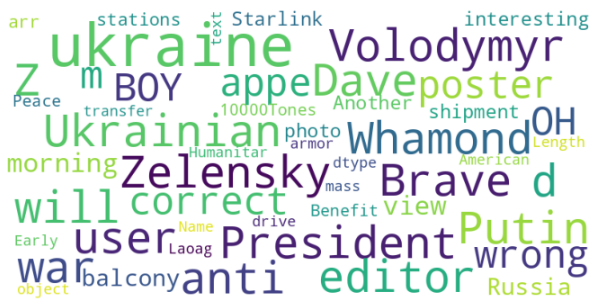 arr stations text Starlink interesting
ukraine Volodymyr
Z m BOY appe Dave poster
Peace transfer 10000Tones Another shipment OH
Ukrainian photo Whamond
morning Humanitar armor dtype American Length
Zelensky mass Brave d
will correct Benefit view Putin
Early user Name Laoag drive President wrong
war balcony anti editor Russia
object